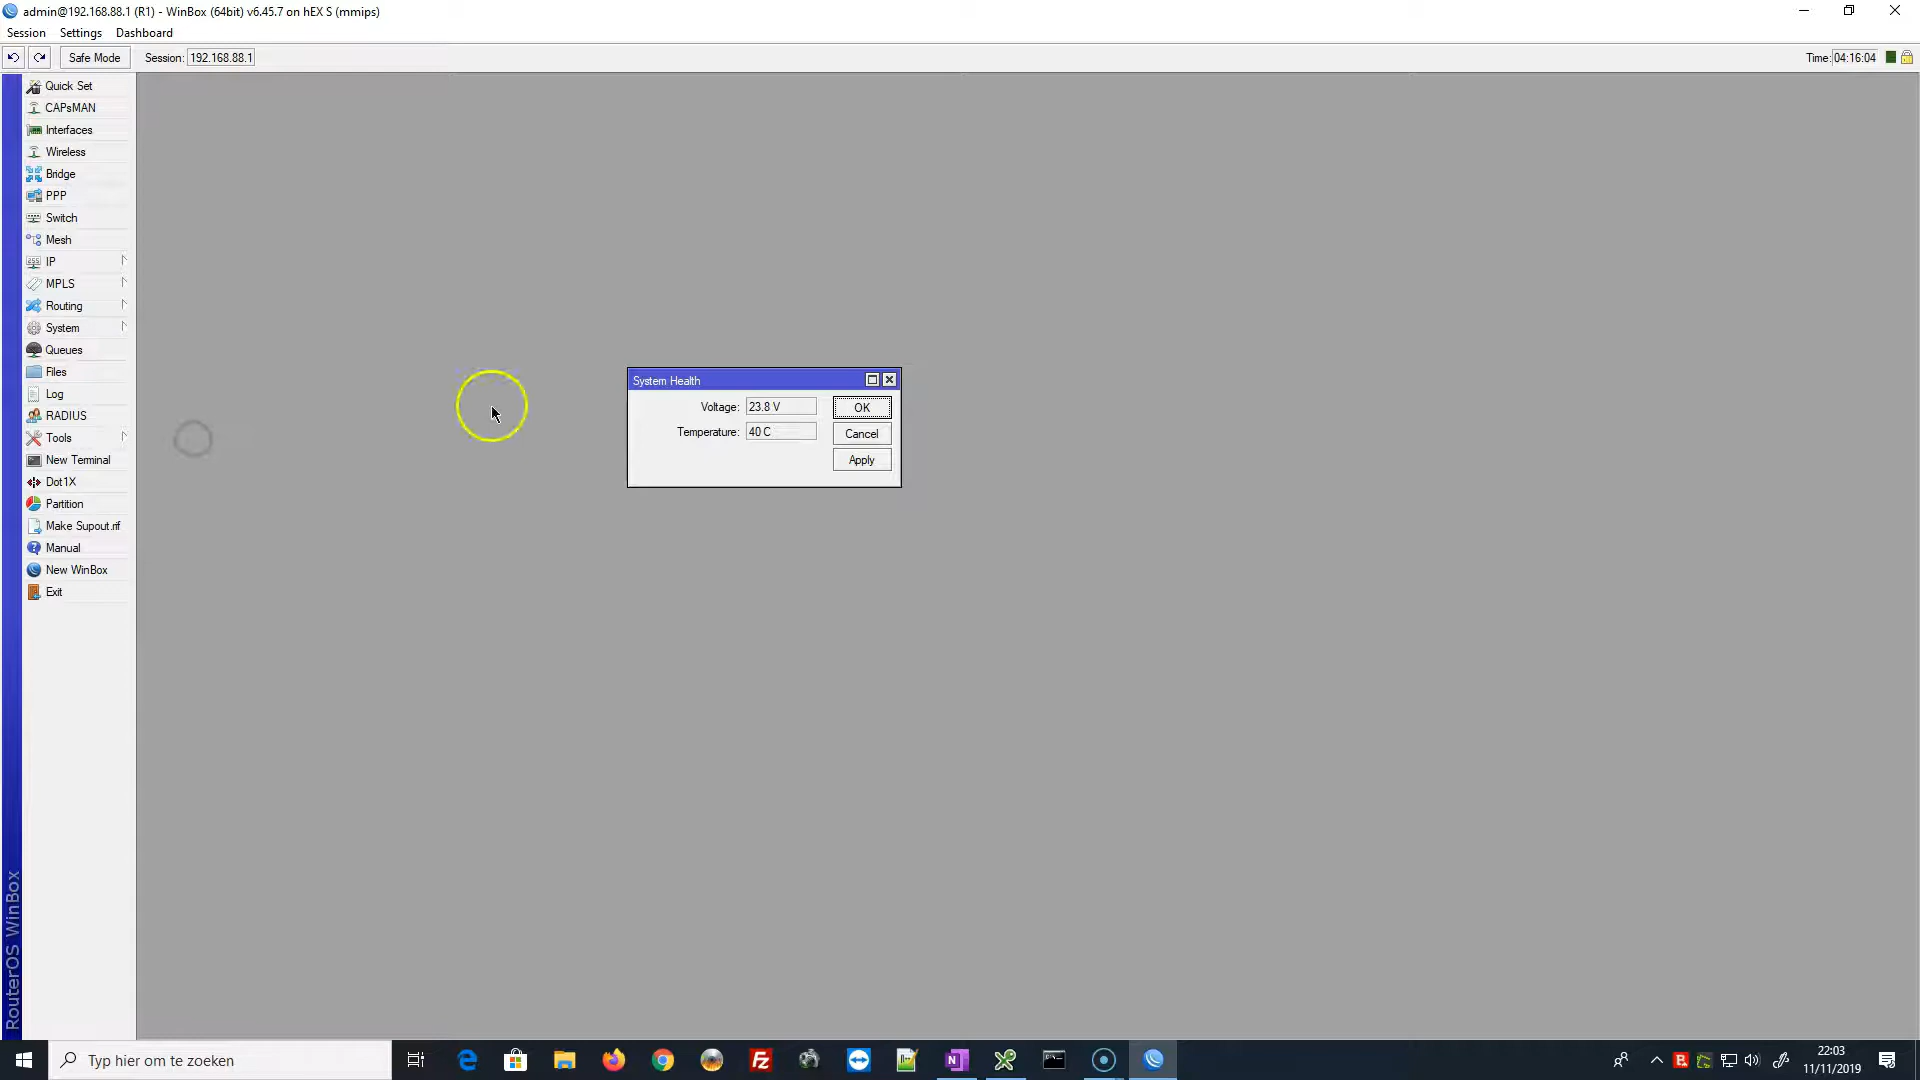 admin@192.168.88.1 (R1) - WinBox (64bit) v6.45.7 on hEX S (mmips)
Session Settings Dashboard
Safe Mode Session: 192.168.88.1 Time: 04:16:04
Quick Set
CAPsMAN
Interfaces
Wireless
Bridge
PPP
Switch
Mesh
IP
MPLS
Routing
System
Queues
Files
Log
RADIUS
Tools
New Terminal
Dot1X
Partition
Make Supout.rif
Manual
New WinBox
Exit
RouterOS WinBox
System Health
Voltage: 23.8 V OK
Temperature: 40 C Cancel
Apply
Typ hier om te zoeken
22:03
11/11/2019